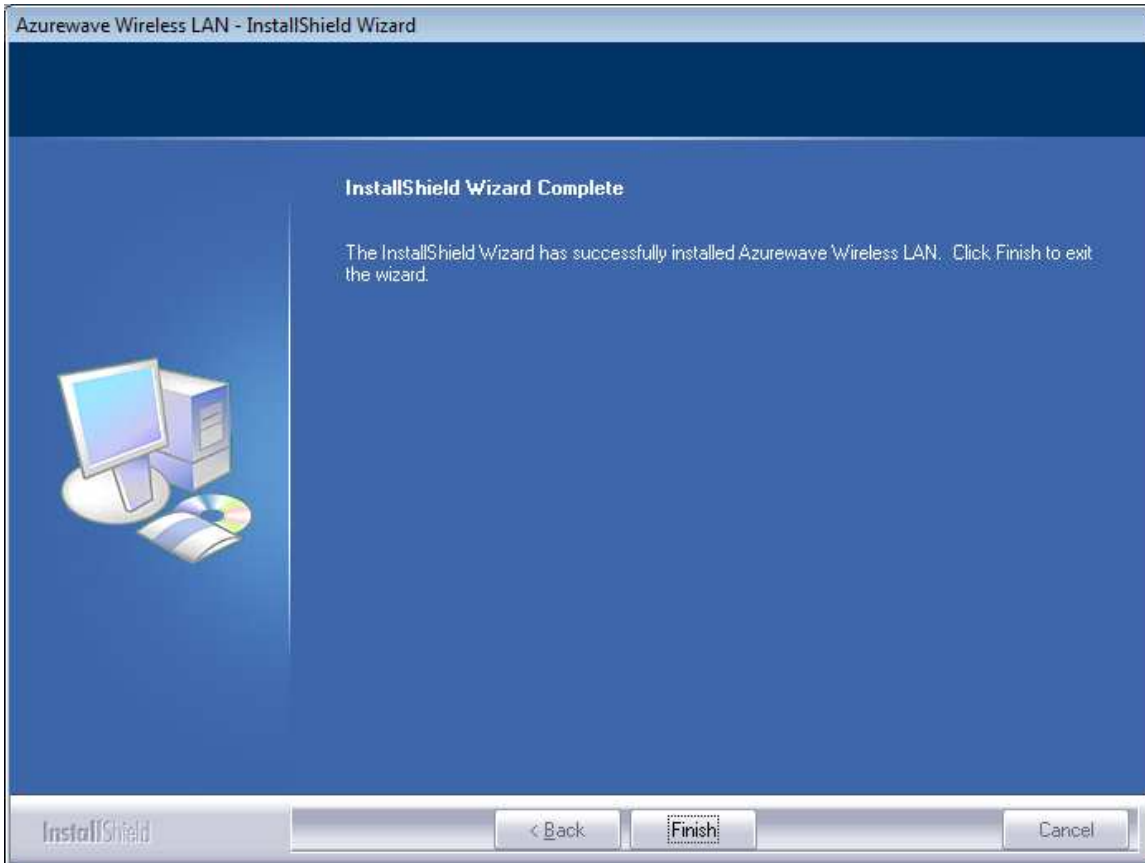 Azurewave Wireless LAN - InstallShield Wizard
InstallShield Wizard Complete
The InstallShield Wizard has successfully installed Azurewave Wireless LAN.  Click Finish to exit
the wizard.
InstallShield
< Back
Finish
Cancel